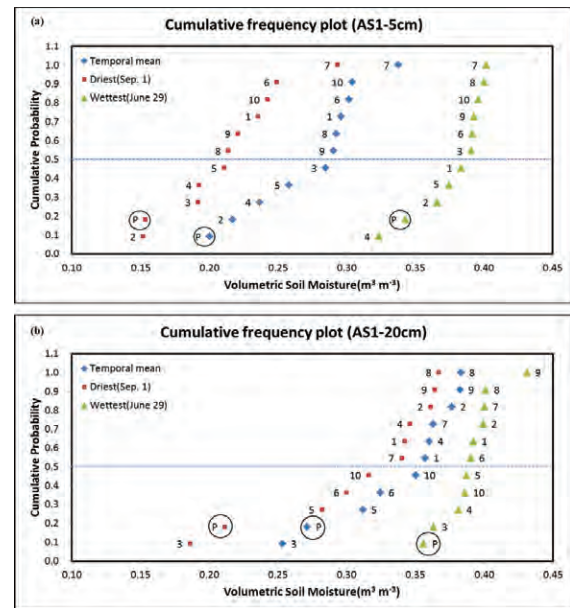 (a)
Cumulative frequency plot (AS1-5cm)
Cumulative Probability
1.1
1.0
0.9
0.8
0.7
0.6
0.5
0.4
0.3
0.2
0.1
0.0
Temporal mean
Driest(Sep. 1)
Wettest(June 29)
7 7 7
6 10 8
10 6 10
1 1 9
9 8 6
8 9 3
5 3 1
4 5 5
3 4 2
P 2 P
2 P 4
0.10 0.15 0.20 0.25 0.30 0.35 0.40 0.45
Volumetric Soil Moisture(m³ m⁻³)
(b)
Cumulative frequency plot (AS1-20cm)
Cumulative Probability
1.1
1.0
0.9
0.8
0.7
0.6
0.5
0.4
0.3
0.2
0.1
0.0
Temporal mean
Driest(Sep. 1)
Wettest(June 29)
8 8 9
9 9 8
2 2 7
4 7 2
1 4 1
7 1 6
10 10 5
6 6 10
5 5 4
P P 3
3 3 P
0.10 0.15 0.20 0.25 0.30 0.35 0.40 0.45
Volumetric Soil Moisture(m³ m⁻³)